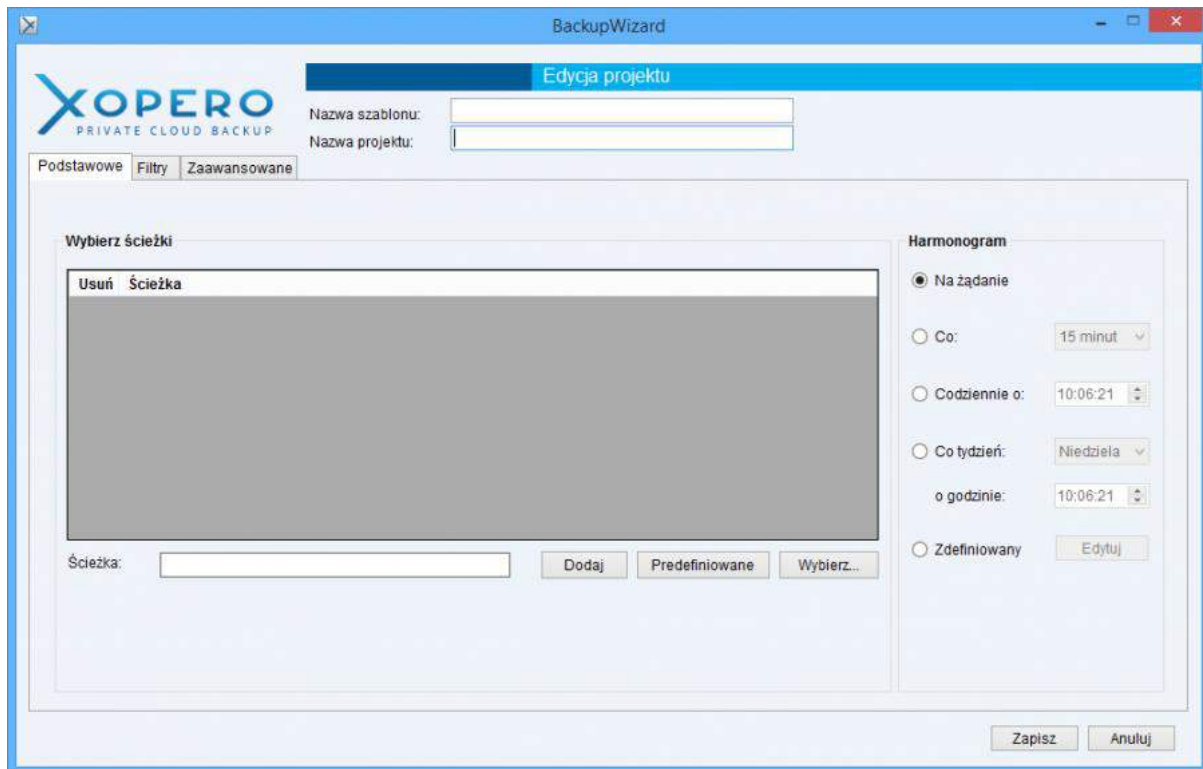 BackupWizard
XOPERO
PRIVATE CLOUD BACKUP
Edycja projektu
Nazwa szablonu:
Nazwa projektu:
Podstawowe Filtry Zaawansowane
Wybierz ścieżki
Usuń Ścieżka
Ścieżka:
Dodaj Predefiniowane Wybierz...
Harmonogram
Na żądanie
Co: 15 minut
Codziennie o: 10:06:21
Co tydzień: Niedziela
o godzinie: 10:06:21
Zdefiniowany Edytuj
Zapisz Anuluj